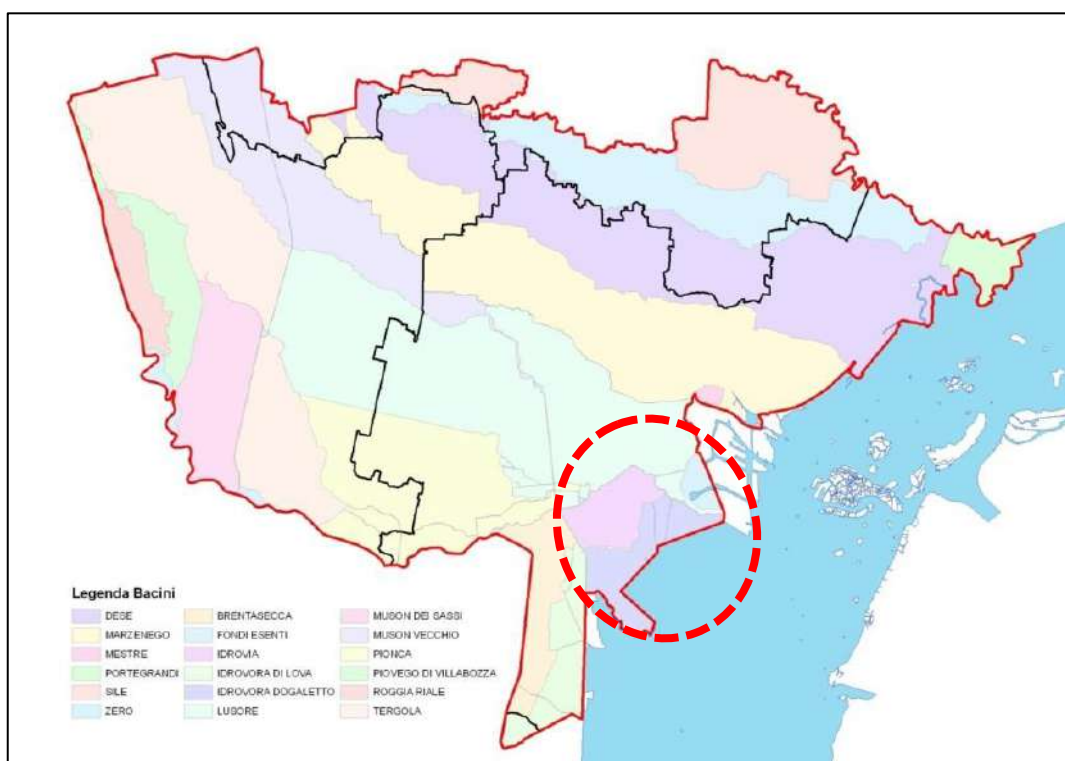 Legenda Bacini
DESE
MARZENEGO
MESTRE
PORTEGRANDI
SILE
ZERO
BRENTASECCA
FONDI ESENTI
IDROVIA
IDROVORA DI LOVA
IDROVORA DOGALETTO
LUSORE
MUSON DEI SASSI
MUSON VECCHIO
PIONCA
PIOVEGO DI VILLABOZZA
ROGGIA RIALE
TERGOLA